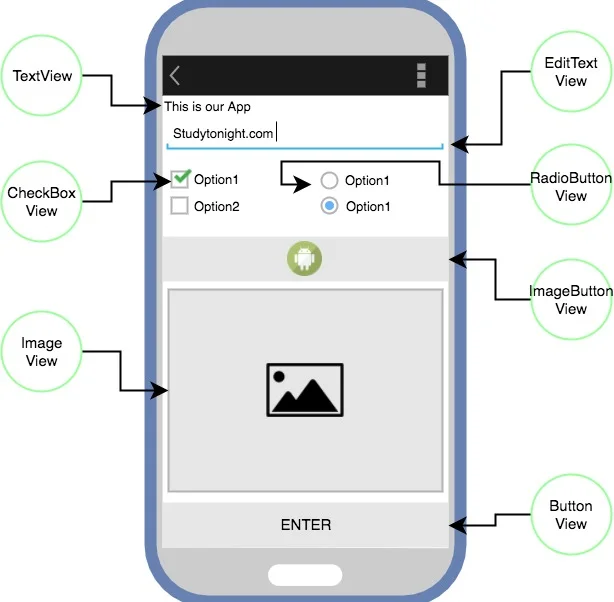 TextView
EditText
View
This is our App
Studytonight.com
CheckBox
View
Option1
Option2
Option1
Option1
RadioButton
View
ImageButton
View
Image
View
ENTER
Button
View